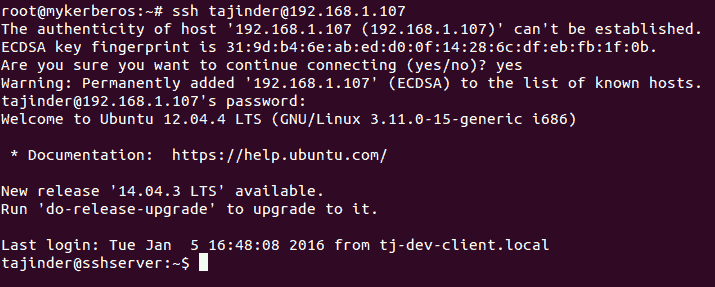 root@mykerberos:~# ssh tajinder@192.168.1.107
The authenticity of host '192.168.1.107 (192.168.1.107)' can't be established.
ECDSA key fingerprint is 31:9d:b4:6e:ab:ed:d0:0f:14:28:6c:df:eb:fb:1f:0b.
Are you sure you want to continue connecting (yes/no)? yes
Warning: Permanently added '192.168.1.107' (ECDSA) to the list of known hosts.
tajinder@192.168.1.107's password:
Welcome to Ubuntu 12.04.4 LTS (GNU/Linux 3.11.0-15-generic i686)
* Documentation:  https://help.ubuntu.com/
New release '14.04.3 LTS' available.
Run 'do-release-upgrade' to upgrade to it.
Last login: Tue Jan  5 16:48:08 2016 from tj-dev-client.local
tajinder@sshserver:~$